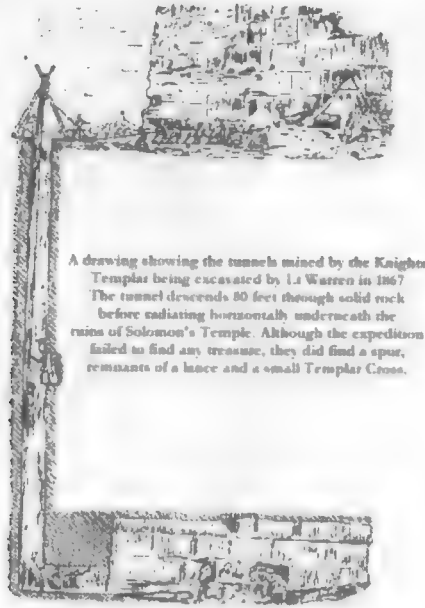 A drawing showing the tunnels mined by the Knights
Templar being excavated by Lt Warren in 1867
The tunnel descends 80 feet through solid rock
before radiating horizontally underneath the
ruins of Solomon's Temple. Although the expedition
failed to find any treasure, they did find a spur,
remnants of a lance and a small Templar Cross.